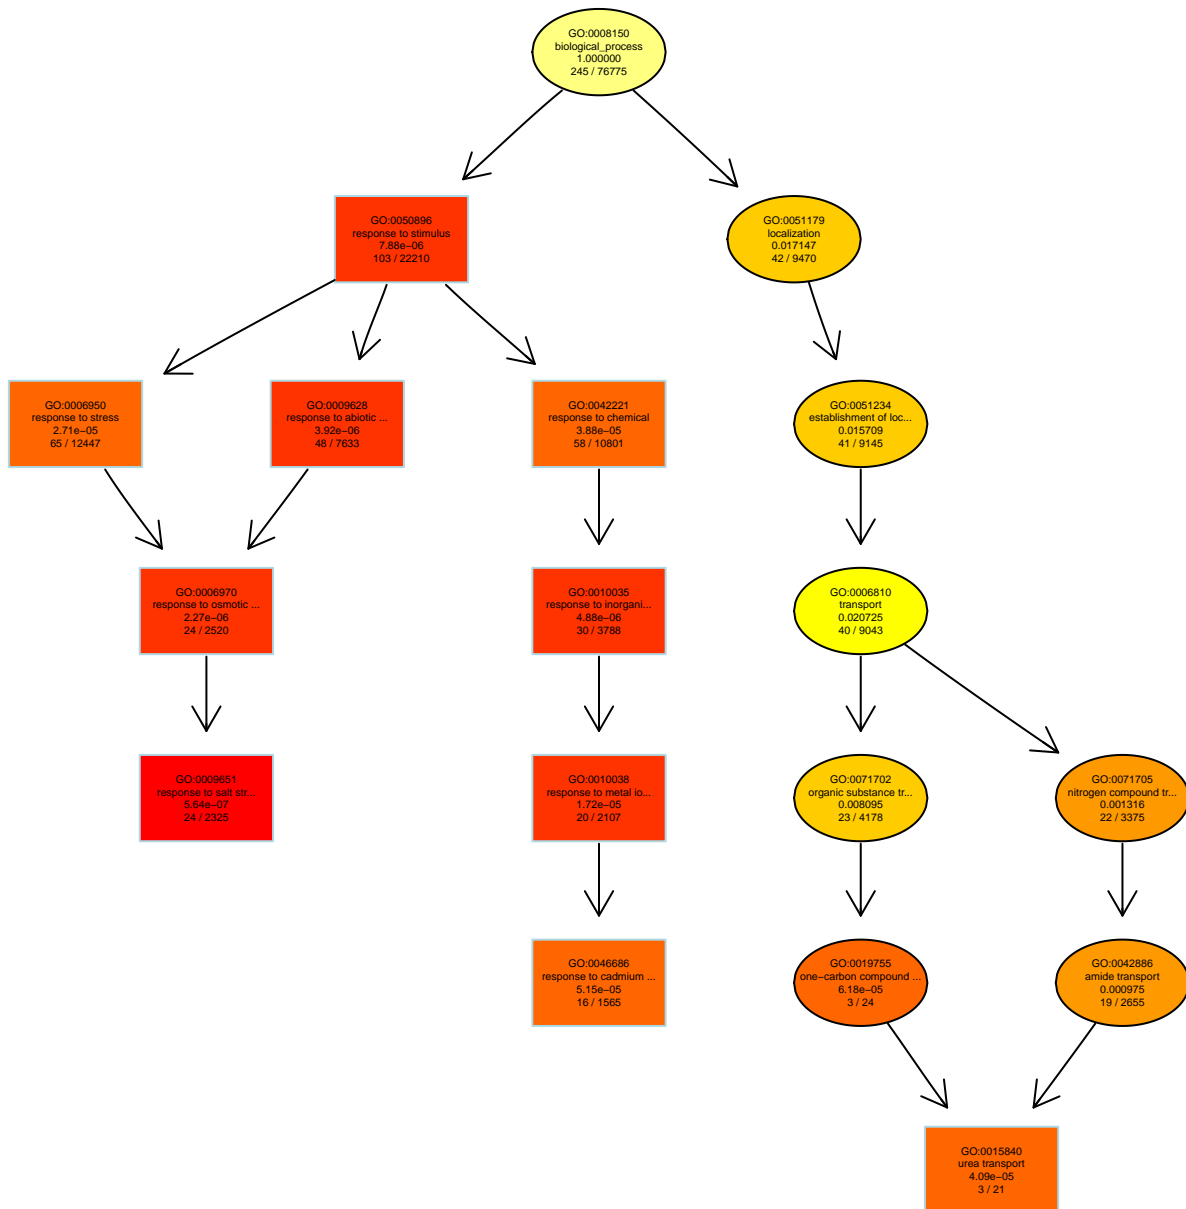 GO:0008150
biological_process
1.000000
245 / 76775
GO:0050896
response to stimulus
7.88e−06
103 / 22210
GO:0051179
localization
0.017147
42 / 9470
GO:0006950
response to stress
2.71e−05
65 / 12447
GO:0009628
response to abiotic ...
3.92e−06
48 / 7633
GO:0042221
response to chemical
3.88e−05
58 / 10801
GO:0051234
establishment of loc...
0.015709
41 / 9145
GO:0006970
response to osmotic ...
2.27e−06
24 / 2520
GO:0010035
response to inorgani...
4.88e−06
30 / 3788
GO:0006810
transport
0.020725
40 / 9043
GO:0009651
response to salt str...
5.64e−07
24 / 2325
GO:0010038
response to metal io...
1.72e−05
20 / 2107
GO:0071702
organic substance tr...
0.008095
23 / 4178
GO:0071705
nitrogen compound tr...
0.001316
22 / 3375
GO:0046686
response to cadmium ...
5.15e−05
16 / 1565
GO:0019755
one−carbon compound ...
6.18e−05
3 / 24
GO:0042886
amide transport
0.000975
19 / 2655
GO:0015840
urea transport
4.09e−05
3 / 21